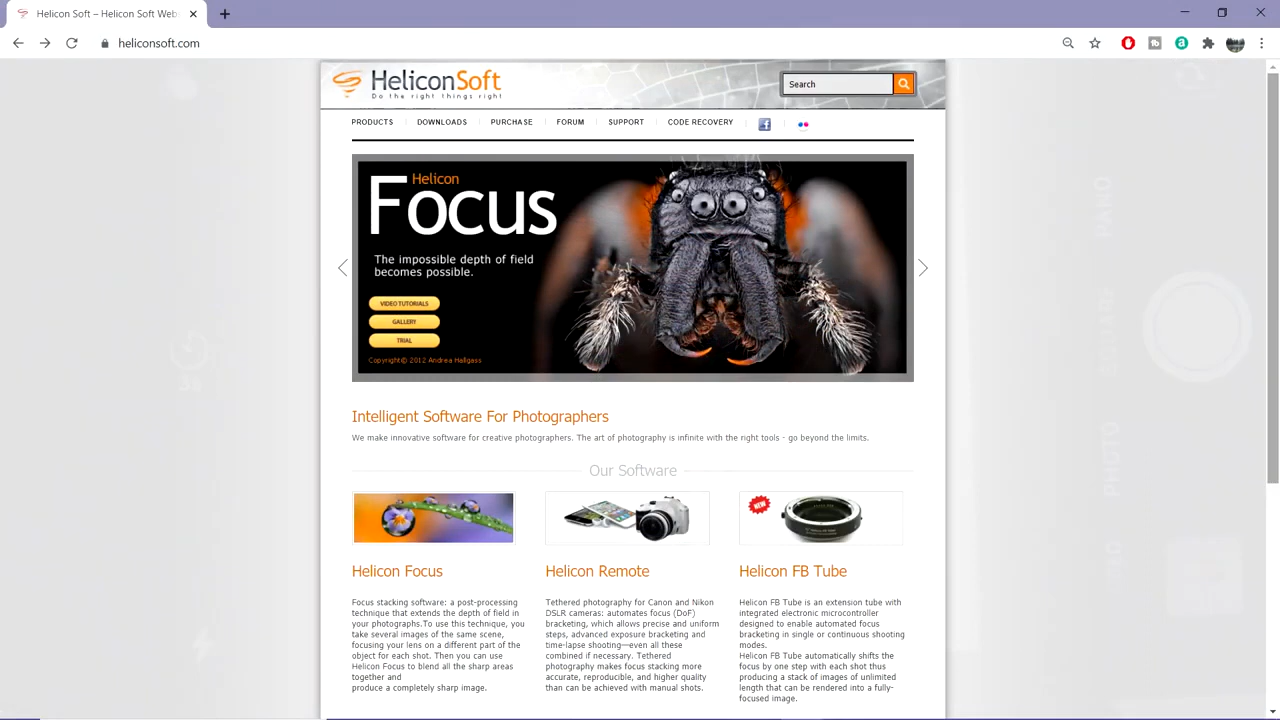 Helicon Soft - Helicon Soft Web
heliconsoft.com
HeliconSoft
Do the right things right
Search
PRODUCTS
DOWNLOADS
PURCHASE
FORUM
SUPPORT
CODE RECOVERY
Helicon
Focus
The impossible depth of field
becomes possible.
VIDEO TUTORIALS
GALLERY
TRIAL
Copyright© 2012 Andrea Hallgass
Intelligent Software For Photographers
We make innovative software for creative photographers. The art of photography is infinite with the right tools - go beyond the limits.
Our Software
NEW
Helicon Focus
Focus stacking software: a post-processing
technique that extends the depth of field in
your photographs.To use this technique, you
take several images of the same scene,
focusing your lens on a different part of the
object for each shot. Then you can use
Helicon Focus to blend all the sharp areas
together and
produce a completely sharp image.
Helicon Remote
Tethered photography for Canon and Nikon
DSLR cameras: automates focus (DoF)
bracketing, which allows precise and uniform
steps, advanced exposure bracketing and
time-lapse shooting—even all these
combined if necessary. Tethered
photography makes focus stacking more
accurate, reproducible, and higher quality
than can be achieved with manual shots.
Helicon FB Tube
Helicon FB Tube is an extension tube with
integrated electronic microcontroller
designed to enable automated focus
bracketing in single or continuous shooting
modes.
Helicon FB Tube automatically shifts the
focus by one step with each shot thus
producing a stack of images of unlimited
length that can be rendered into a fully-
focused image.
PANO
PHOTO